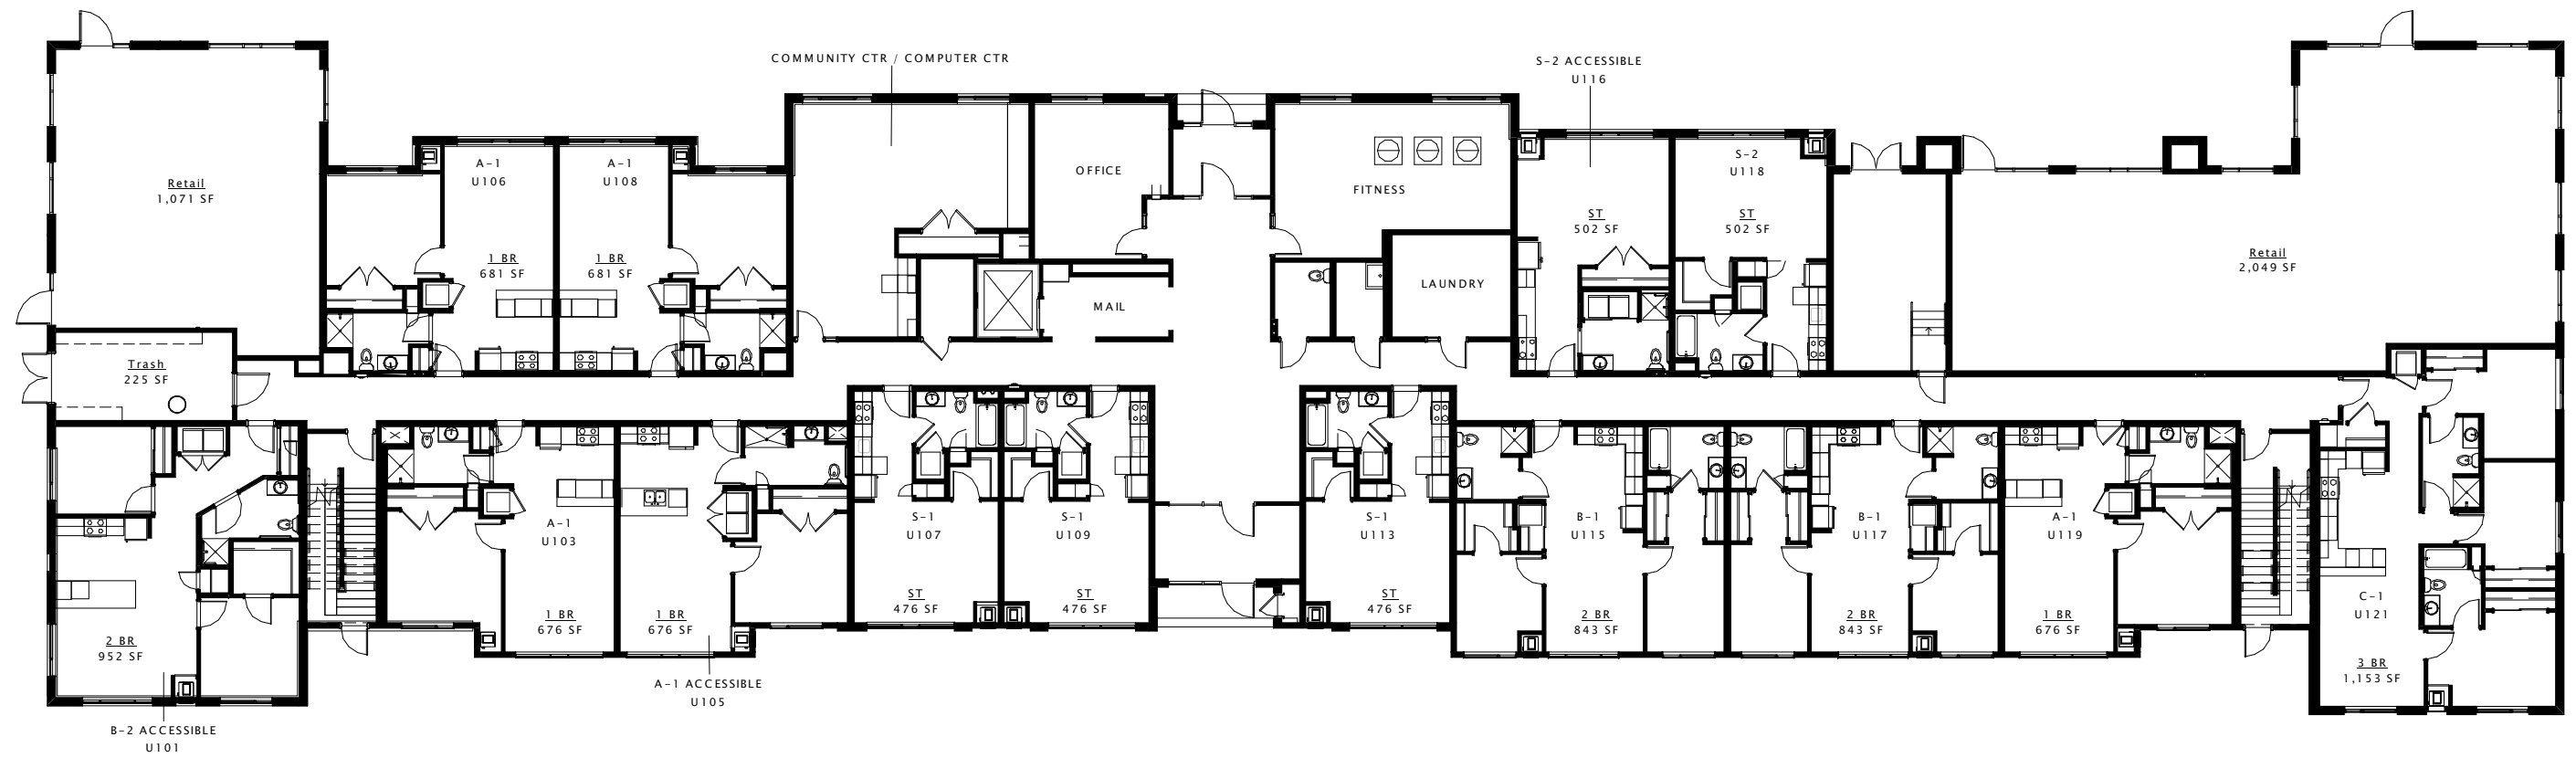 COMMUNITY CTR / COMPUTER CTR
S-2 ACCESSIBLE
U116
Retail
1,071 SF
A-1
U106
1 BR
681 SF
A-1
U108
1 BR
681 SF
OFFICE
MAIL
FITNESS
LAUNDRY
ST
502 SF
S-2
U118
ST
502 SF
Retail
2,049 SF
Trash
225 SF
2 BR
952 SF
B-2 ACCESSIBLE
U101
A-1
U103
1 BR
676 SF
1 BR
676 SF
A-1 ACCESSIBLE
U105
S-1
U107
ST
476 SF
S-1
U109
ST
476 SF
S-1
U113
ST
476 SF
B-1
U115
2 BR
843 SF
B-1
U117
2 BR
843 SF
A-1
U119
1 BR
676 SF
C-1
U121
3 BR
1,153 SF